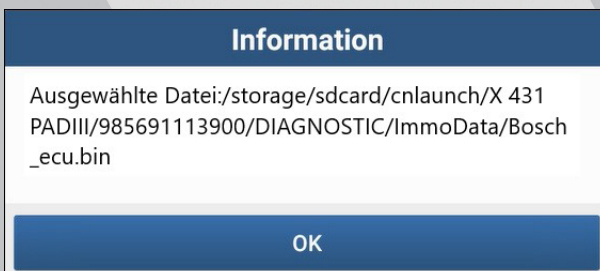 Information
Ausgewählte Datei:/storage/sdcard/cnlaunch/X 431
PADIII/985691113900/DIAGNOSTIC/ImmoData/Bosch
_ecu.bin
OK